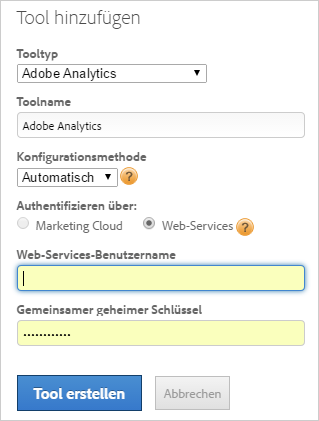 Tool hinzufügen
Tooltyp
Adobe Analytics
Toolname
Adobe Analytics
Konfigurationsmethode
Automatisch ?
Authentifizieren über:
Marketing Cloud Web-Services ?
Web-Services-Benutzername
Gemeinsamer geheimer Schlüssel
••••••••••••
Tool erstellen Abbrechen